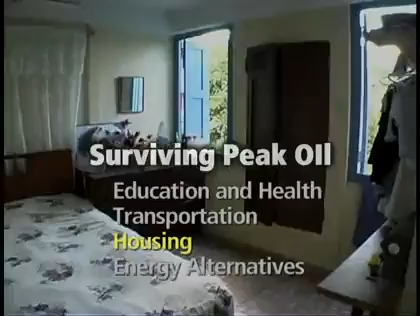 Surviving Peak OIl
Education and Health
Transportation
Housing
Energy Alternatives